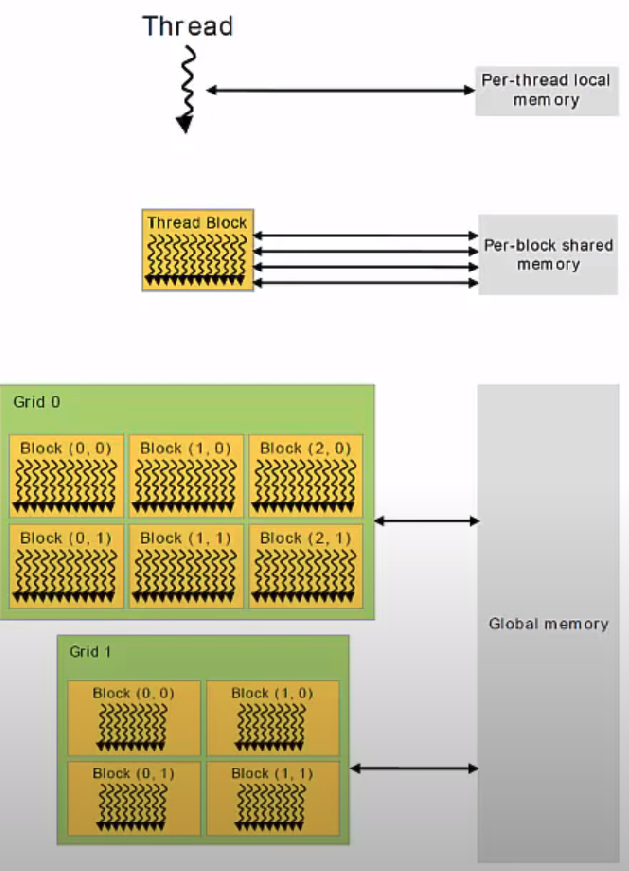 Thread
Per-thread local
memory
Thread Block
Per-block shared
memory
Grid 0
Block (0, 0)
Block (1, 0)
Block (2, 0)
Block (0, 1)
Block (1, 1)
Block (2, 1)
Global memory
Grid 1
Block (0, 0)
Block (1, 0)
Block (0, 1)
Block (1, 1)